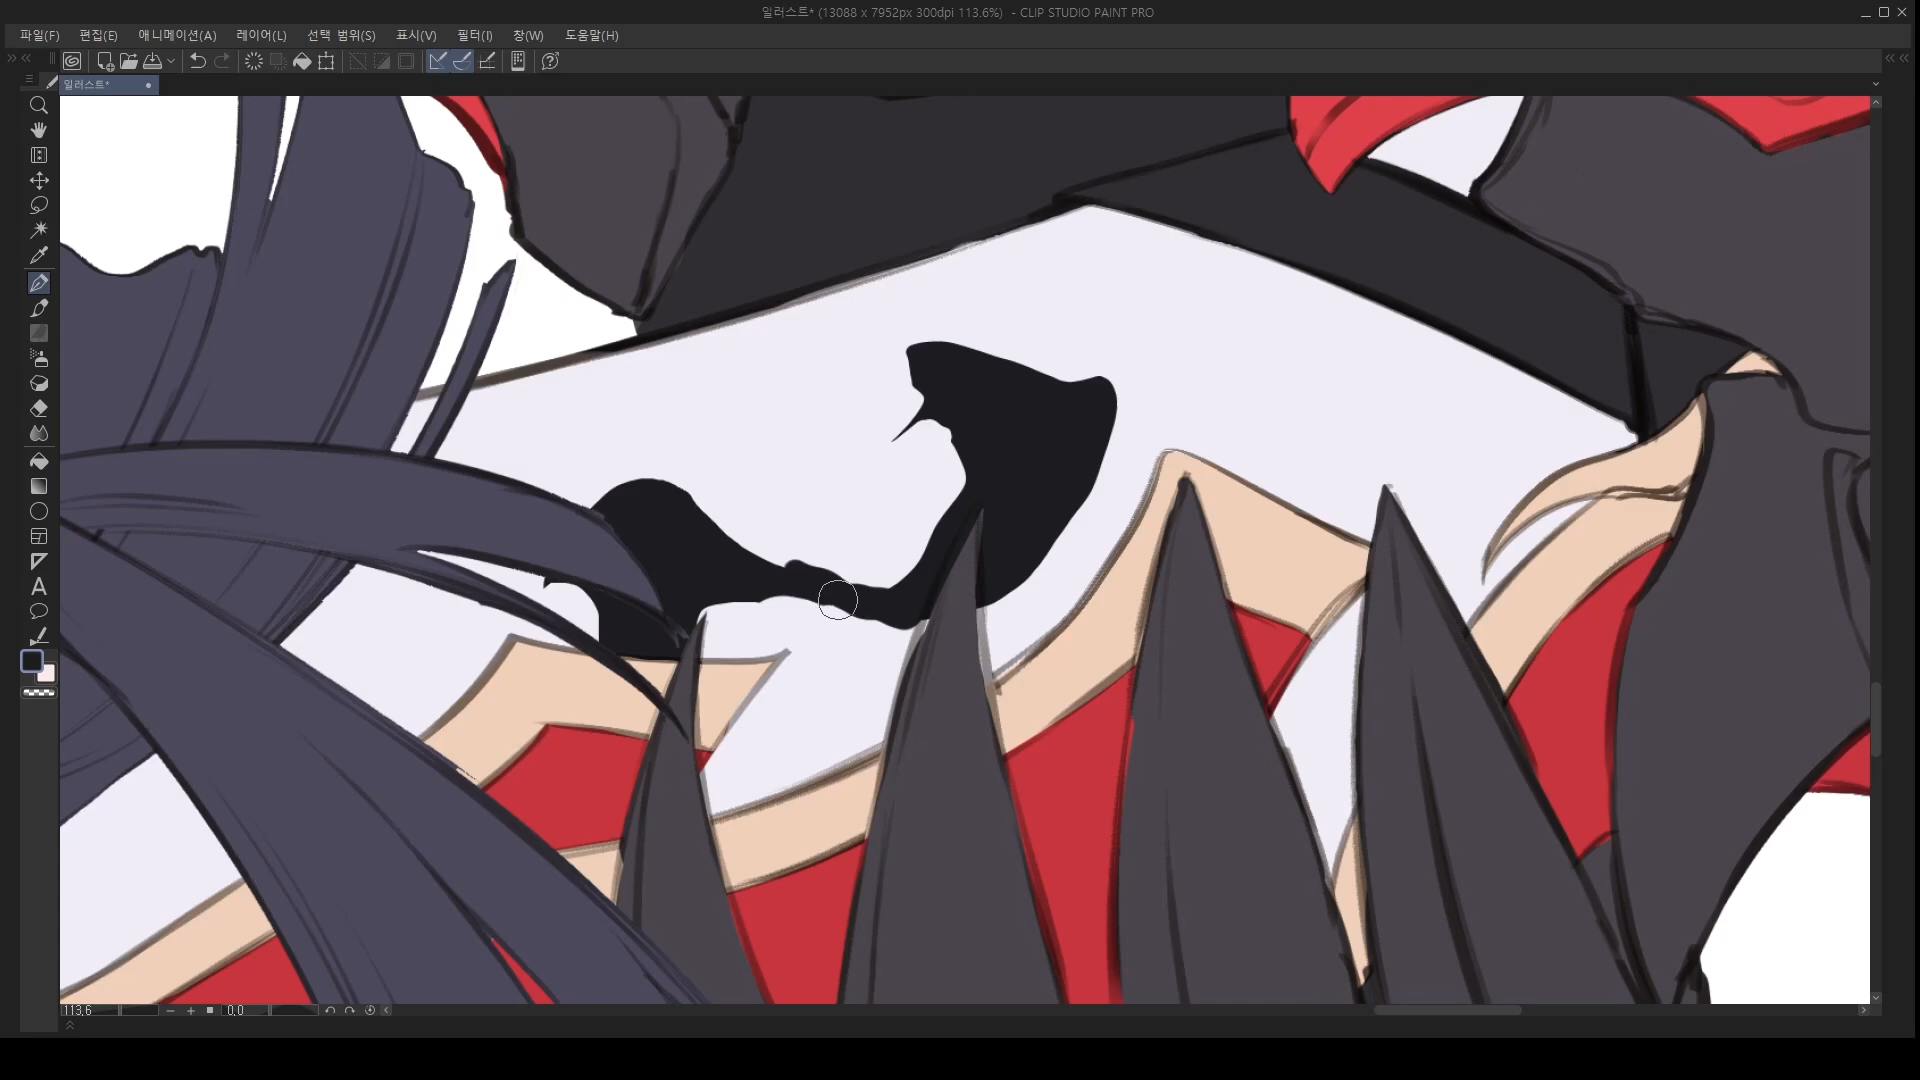 일러스트* (13088 x 7952px 300dpi 113.6%) - CLIP STUDIO PAINT PRO
파일(F) 편집(E) 애니메이션(A) 레이어(L) 선택 범위(S) 표시(V) 필터(I) 창(W) 도움말(H)
일러스트*
113.6 0.0